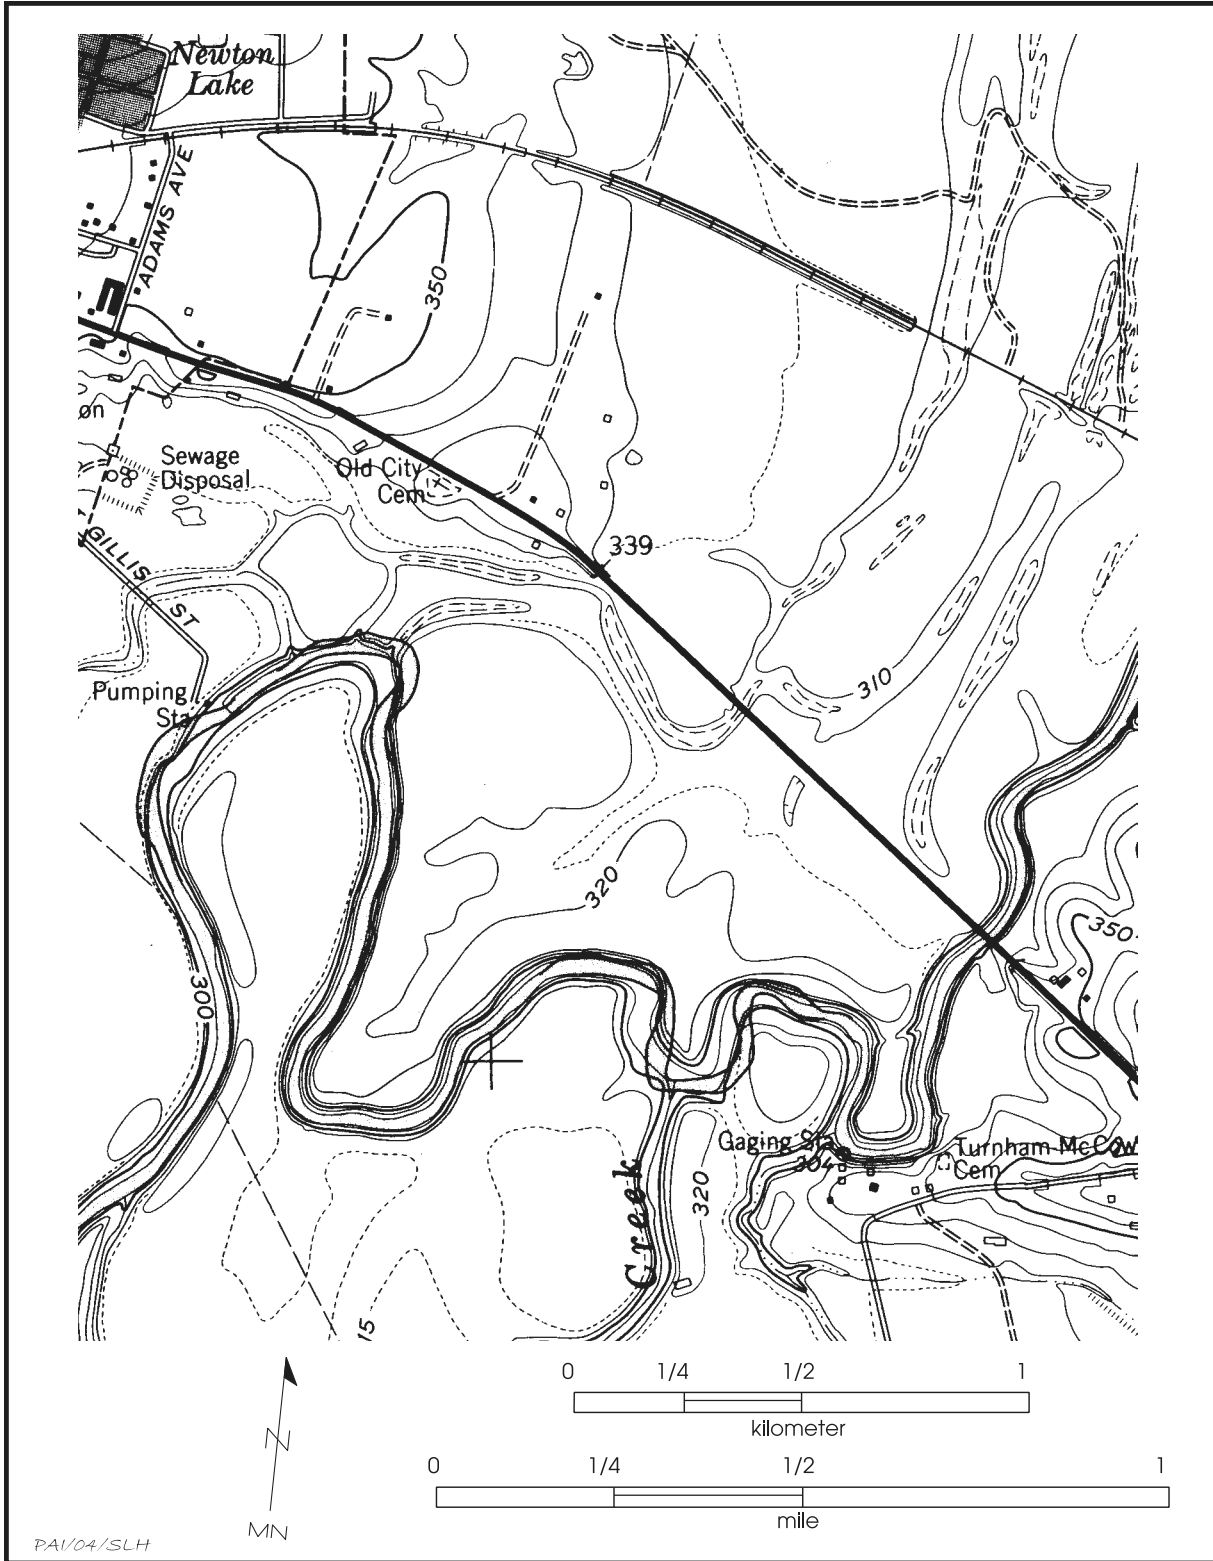 Newton
Lake
ADAMS AVE
350
on
Sewage
Disposal
Old City
Cem
339
GILLIS ST
310
Pumping
Sta
320
350
300
Gaging Sta
304
Turnham-McCow
Cem
Creek
320
15
0 1/4 1/2 1
kilometer
0 1/4 1/2 1
mile
N
MN
PAI/04/SLH